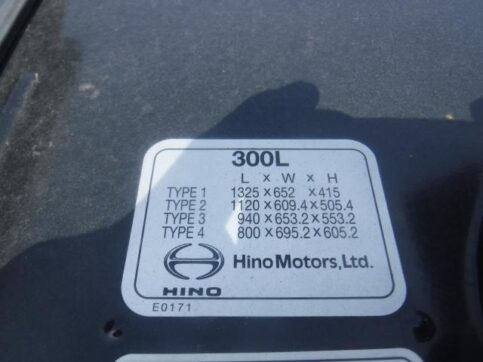 300L
L x W x H
TYPE 1 1325 x 652 x 415
TYPE 2 1120 x 609.4 x 505.4
TYPE 3 940 x 653.2 x 553.2
TYPE 4 800 x 695.2 x 605.2
Hino Motors, Ltd.
HINO
E0171